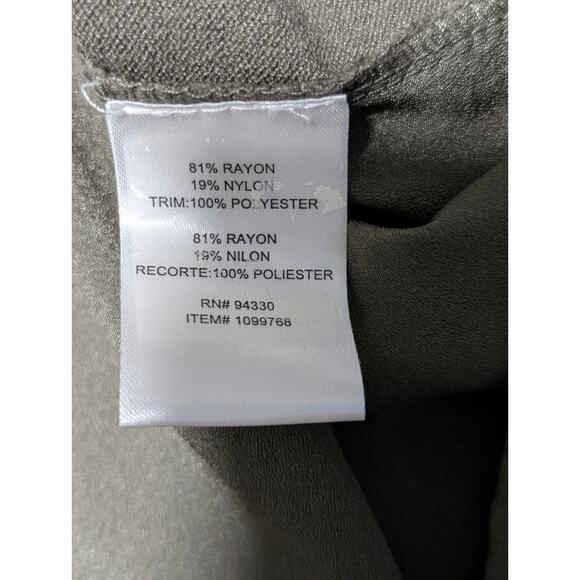 81% RAYON
19% NYLON
TRIM:100% POLYESTER
81% RAYON
19% NILON
RECORTE:100% POLIESTER
RN# 94330
ITEM# 1099768